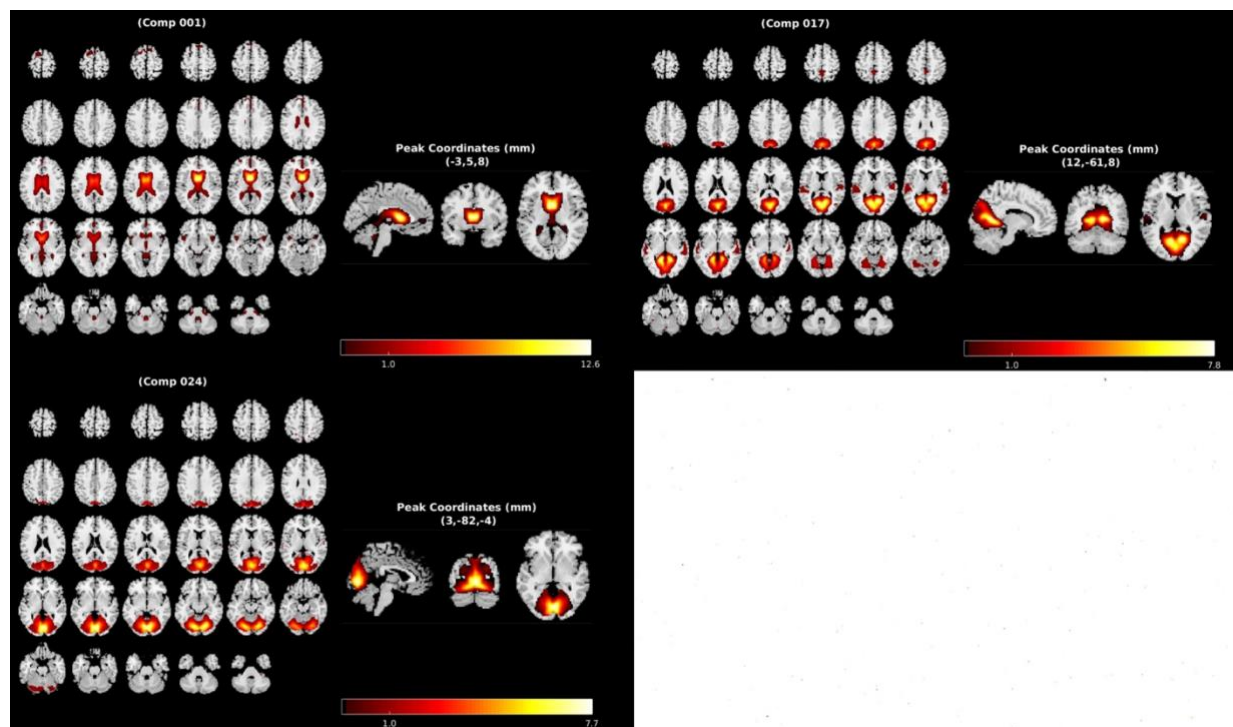 (Comp 001)
Peak Coordinates (mm)
(-3,5,8)
1.0
12.6
(Comp 017)
Peak Coordinates (mm)
(12,-61,8)
1.0
7.8
(Comp 024)
Peak Coordinates (mm)
(3,-82,-4)
1.0
7.7